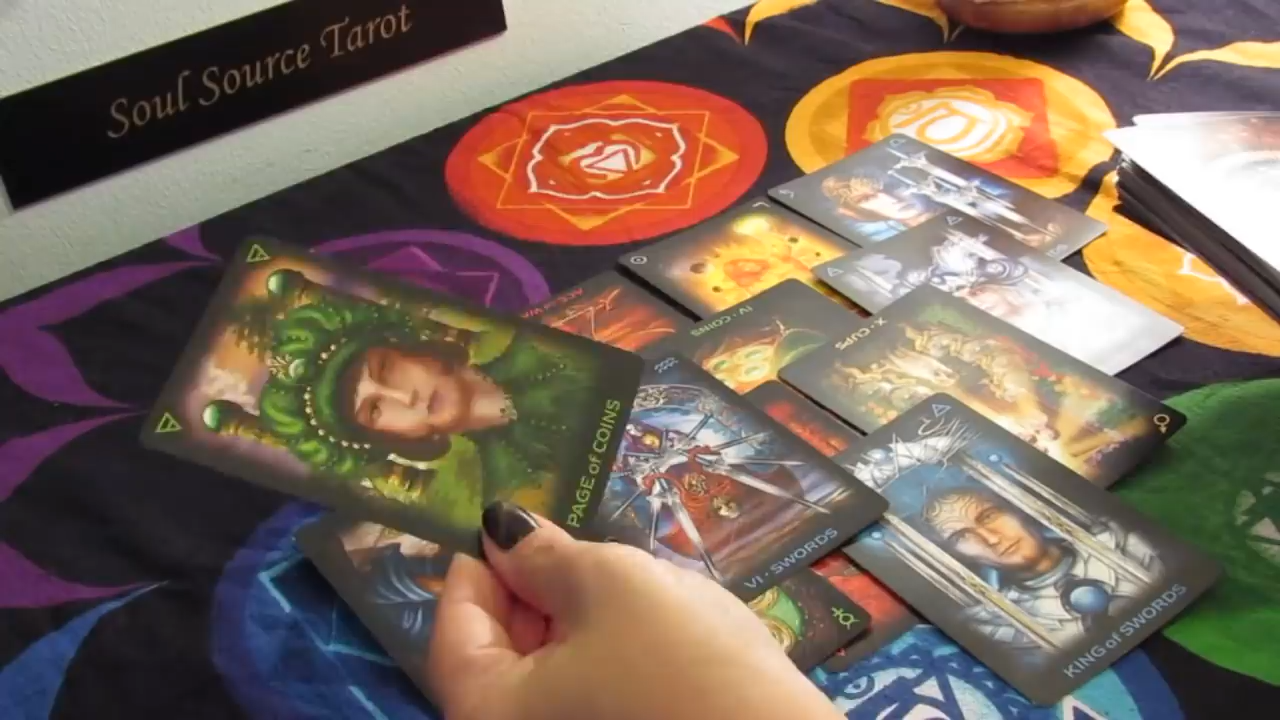 Soul Source Tarot
IV · COINS
X · CUPS
PAGE of COINS
VI · SWORDS
KING of SWORDS